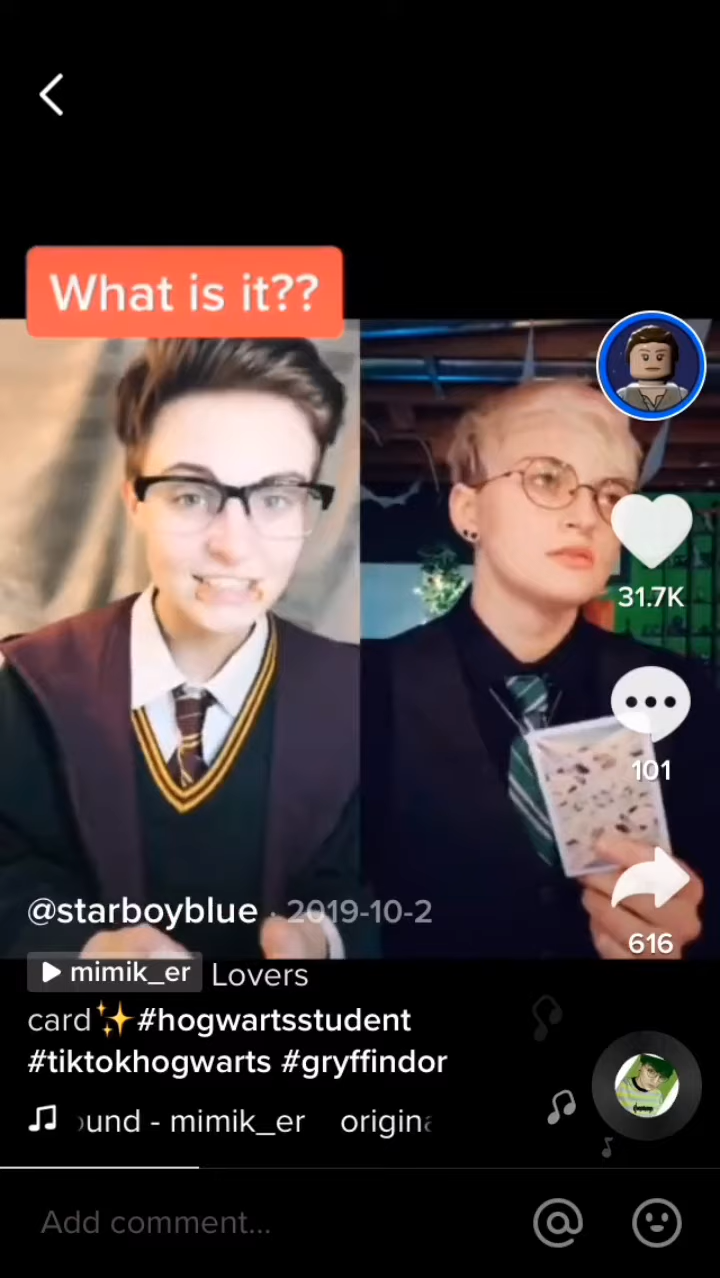 What is it??
31.7K
101
@starboyblue · 2019-10-2
616
mimik_er Lovers
card✨#hogwartsstudent
#tiktokhogwarts #gryffindor
ound - mimik_er origina
Add comment...